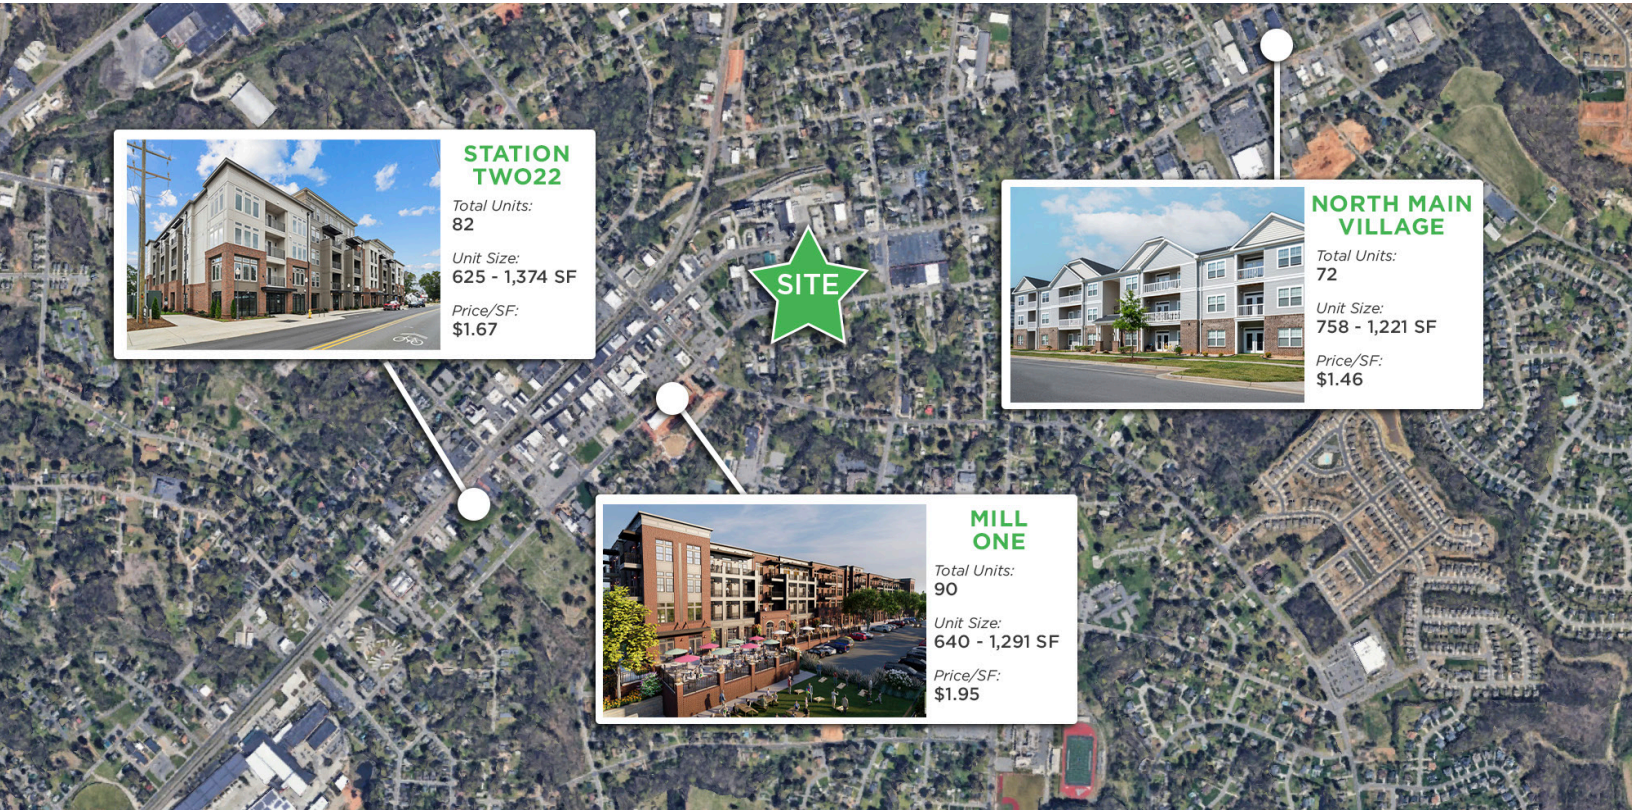 STATION
TWO22
Total Units:
82
Unit Size:
625 - 1,374 SF
Price/SF:
$1.67
SITE
NORTH MAIN
VILLAGE
Total Units:
72
Unit Size:
758 - 1,221 SF
Price/SF:
$1.46
MILL
ONE
Total Units:
90
Unit Size:
640 - 1,291 SF
Price/SF:
$1.95